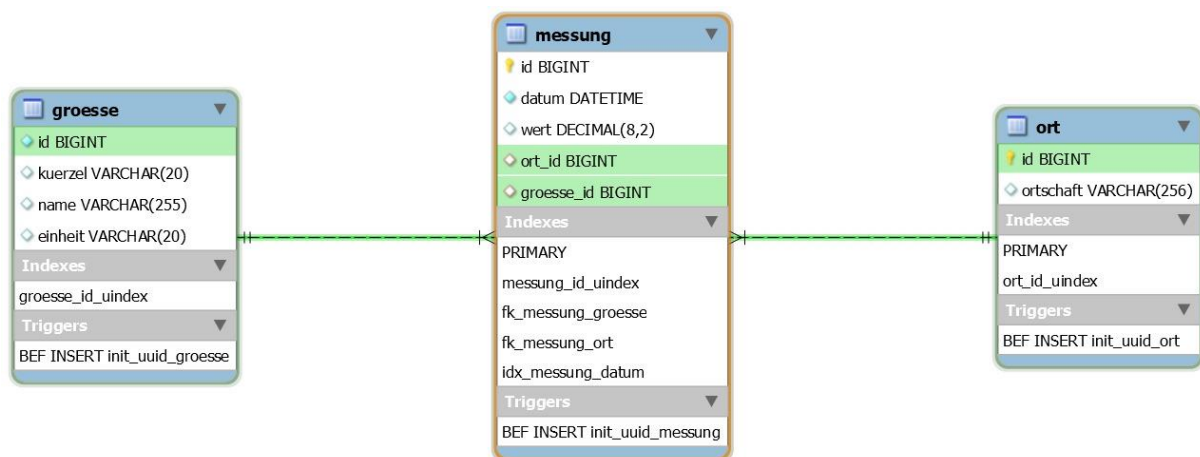 groesse
id BIGINT
kuerzel VARCHAR(20)
name VARCHAR(255)
einheit VARCHAR(20)
Indexes
groesse_id_uindex
Triggers
BEF INSERT init_uuid_groesse
messung
id BIGINT
datum DATETIME
wert DECIMAL(8,2)
ort_id BIGINT
groesse_id BIGINT
Indexes
PRIMARY
messung_id_uindex
fk_messung_groesse
fk_messung_ort
idx_messung_datum
Triggers
BEF INSERT init_uuid_messung
ort
id BIGINT
ortschaft VARCHAR(256)
Indexes
PRIMARY
ort_id_uindex
Triggers
BEF INSERT init_uuid_ort